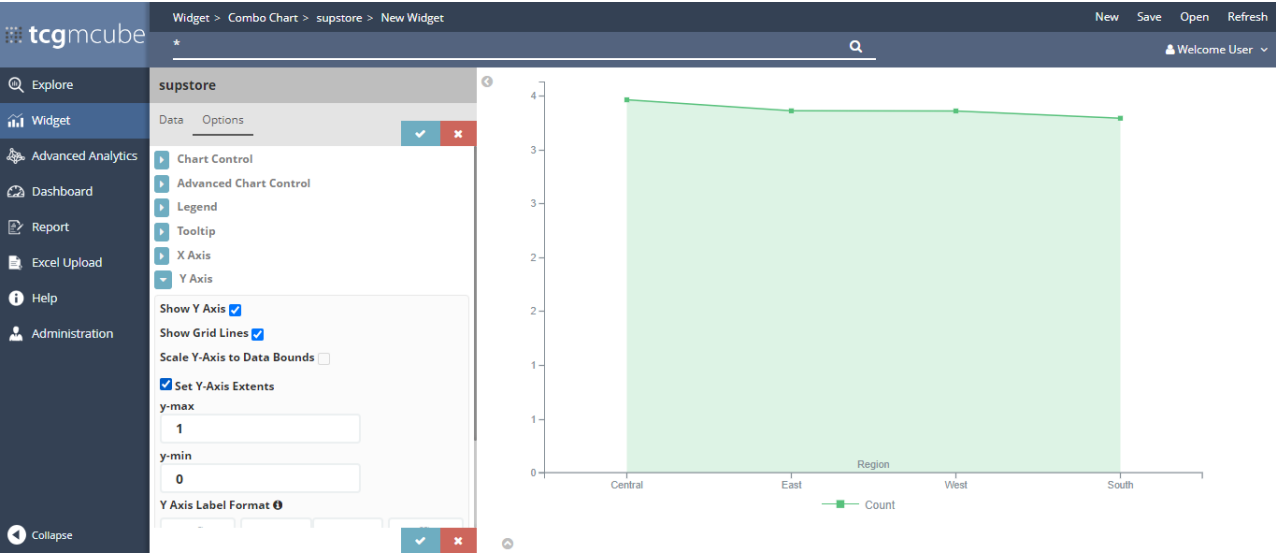 tcgmcube
Widget > Combo Chart > supstore > New Widget
New Save Open Refresh
*
Welcome User
Explore
Widget
Advanced Analytics
Dashboard
Report
Excel Upload
Help
Administration
Collapse
supstore
Data Options
Chart Control
Advanced Chart Control
Legend
Tooltip
X Axis
Y Axis
Show Y Axis
Show Grid Lines
Scale Y-Axis to Data Bounds
Set Y-Axis Extents
y-max
1
y-min
0
Y Axis Label Format
4
3
3
2
2
1
1
0
Region
Central East West South
Count